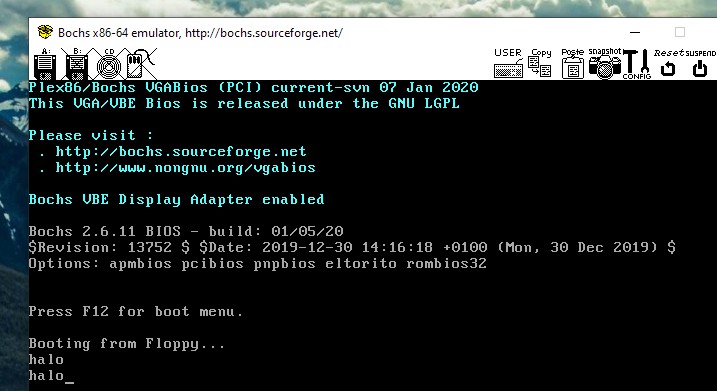 Bochs x86-64 emulator, http://bochs.sourceforge.net/
A: B: CD USER Copy Paste snapshot CONFIG Reset SUSPEND
Plex86/Bochs VGABios (PCI) current-svn 07 Jan 2020
This VGA/VBE Bios is released under the GNU LGPL
Please visit :
. http://bochs.sourceforge.net
. http://www.nongnu.org/vgabios
Bochs VBE Display Adapter enabled
Bochs 2.6.11 BIOS - build: 01/05/20
$Revision: 13752 $ $Date: 2019-12-30 14:16:18 +0100 (Mon, 30 Dec 2019) $
Options: apmbios pcibios pnpbios eltorito rombios32
Press F12 for boot menu.
Booting from Floppy...
halo
halo_